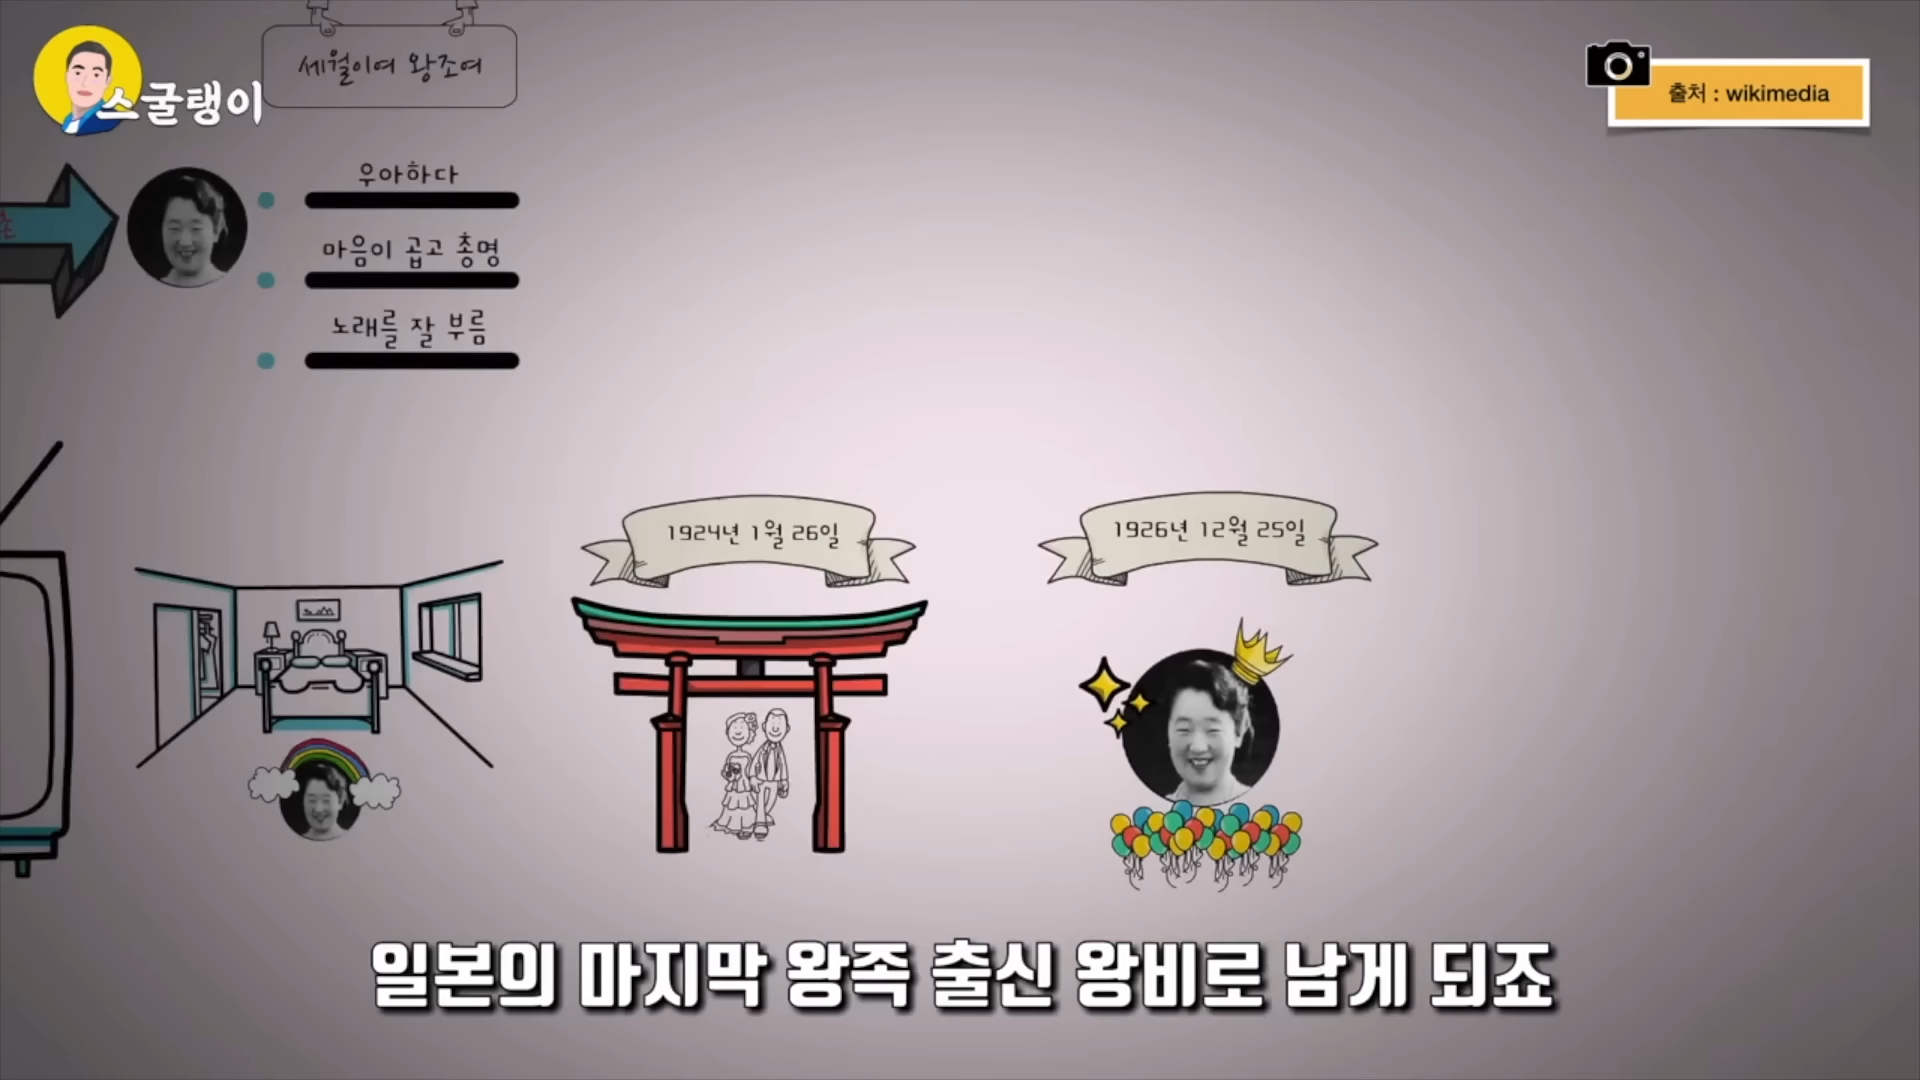 세월이여 왕조여
스굴탱이
출처 : wikimedia
우아하다
마음이 곱고 총명
노래를 잘 부름
1924년 1월 26일
1926년 12월 25일
일본의 마지막 왕족 출신 왕비로 남게 되죠